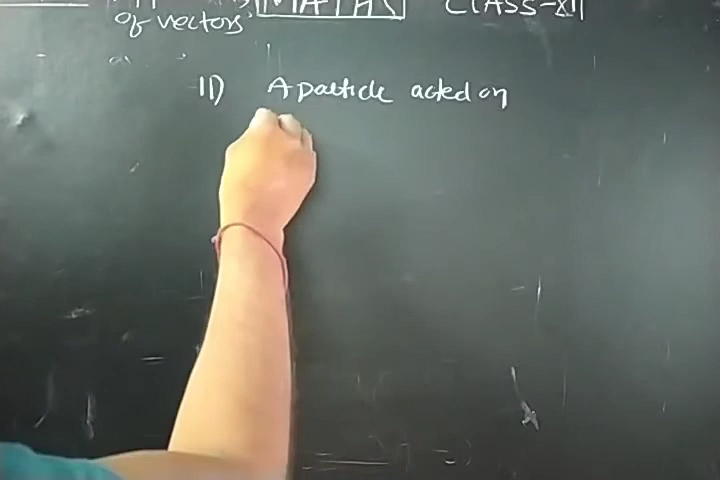 of vectors MATHS CLASS-XII
11) A particle acted on